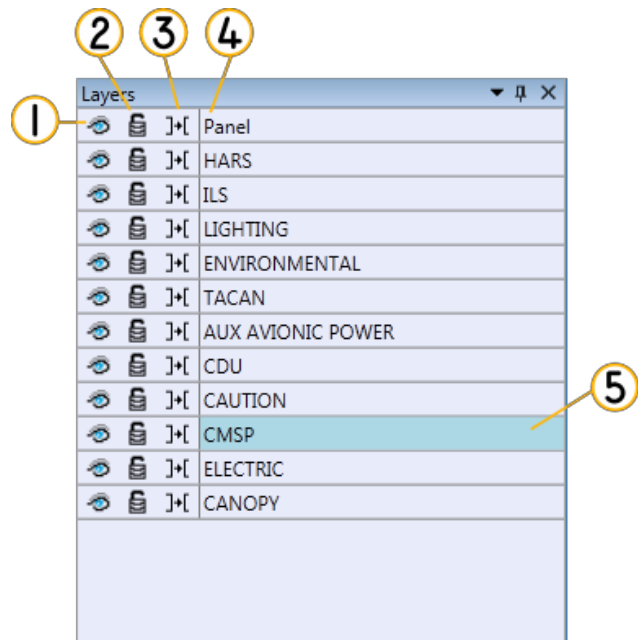 2 3 4
Layers
1
Panel
HARS
ILS
LIGHTING
ENVIRONMENTAL
TACAN
AUX AVIONIC POWER
CDU
5
CAUTION
CMSP
ELECTRIC
CANOPY